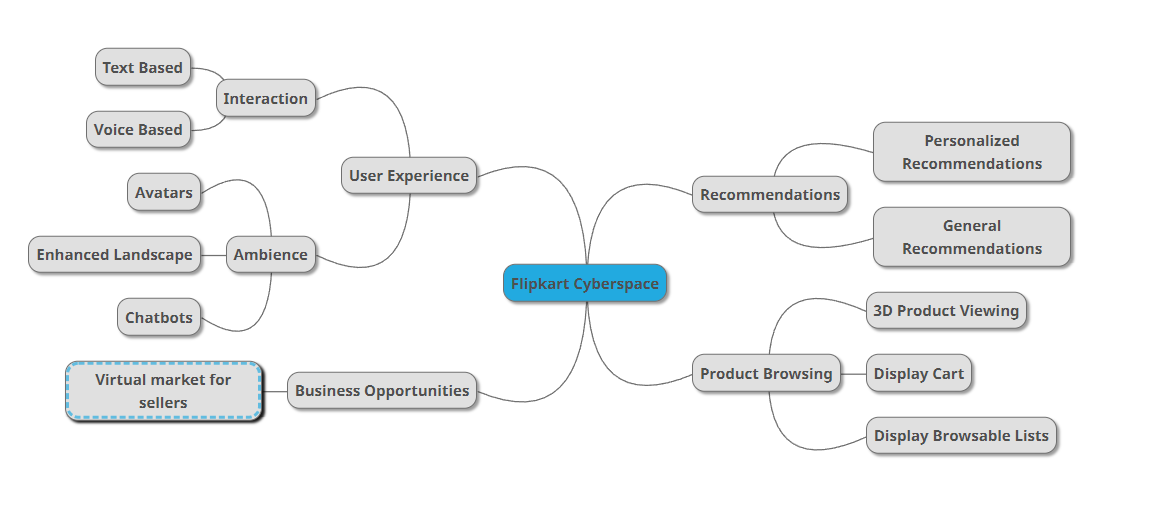 Text Based
Interaction
Voice Based
User Experience
Avatars
Enhanced Landscape
Ambience
Chatbots
Virtual market for
sellers
Business Opportunities
Flipkart Cyberspace
Recommendations
Personalized
Recommendations
General
Recommendations
3D Product Viewing
Product Browsing
Display Cart
Display Browsable Lists